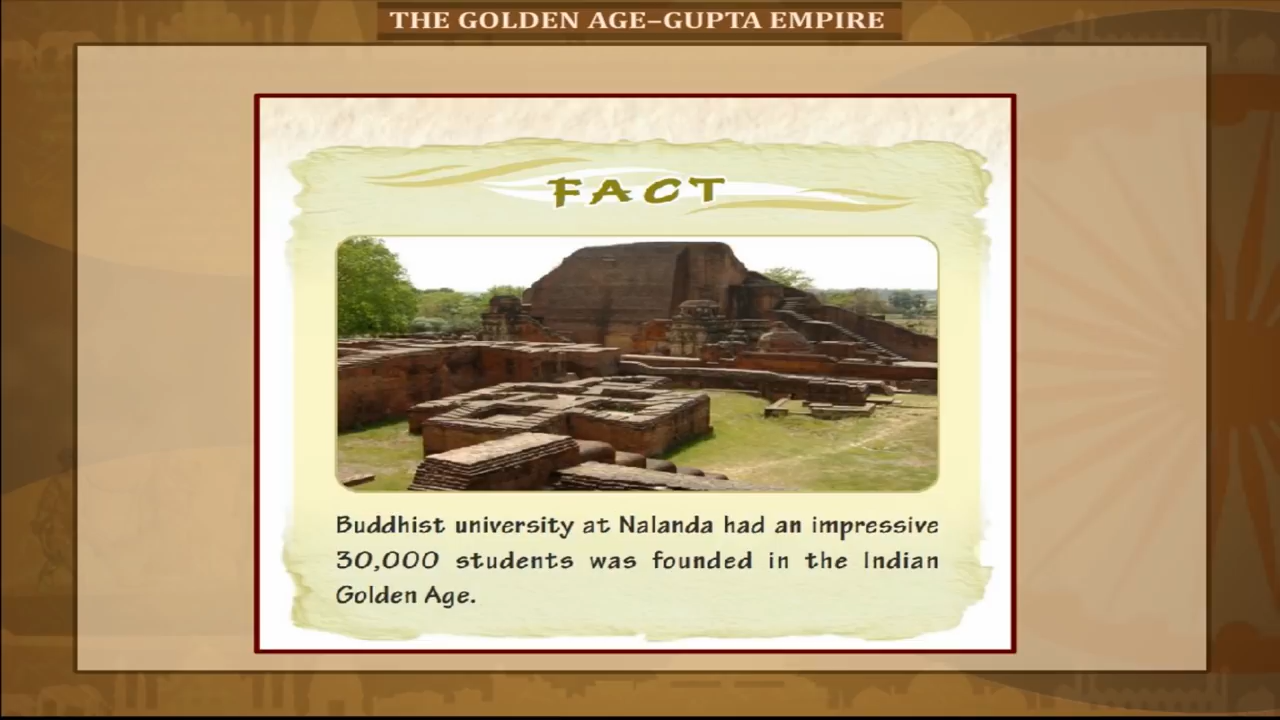 THE GOLDEN AGE–GUPTA EMPIRE
FACT
Buddhist university at Nalanda had an impressive
30,000 students was founded in the Indian
Golden Age.